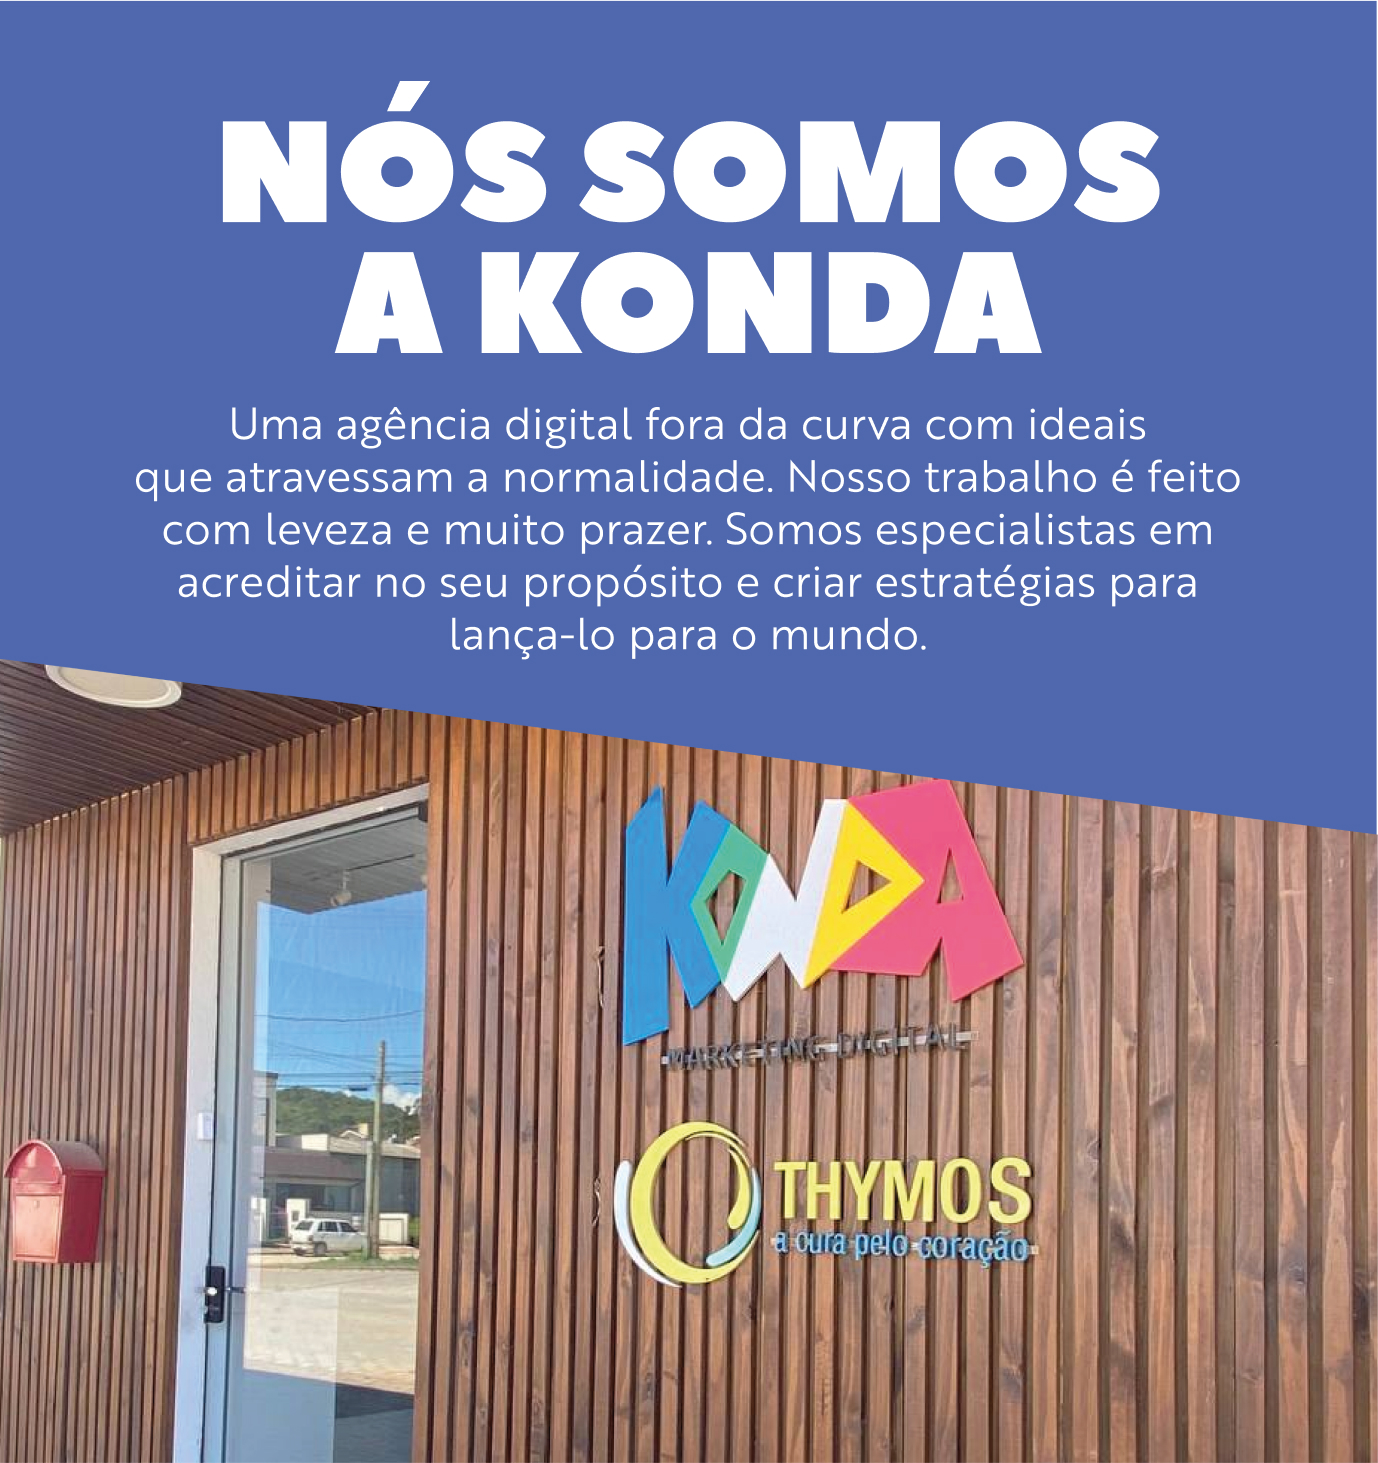 NÓS SOMOS
A KONDA
Uma agência digital fora da curva com ideais
que atravessam a normalidade. Nosso trabalho é feito
com leveza e muito prazer. Somos especialistas em
acreditar no seu propósito e criar estratégias para
lança-lo para o mundo.
KONDA
MARKETING DIGITAL
THYMOS
a cura pelo coração